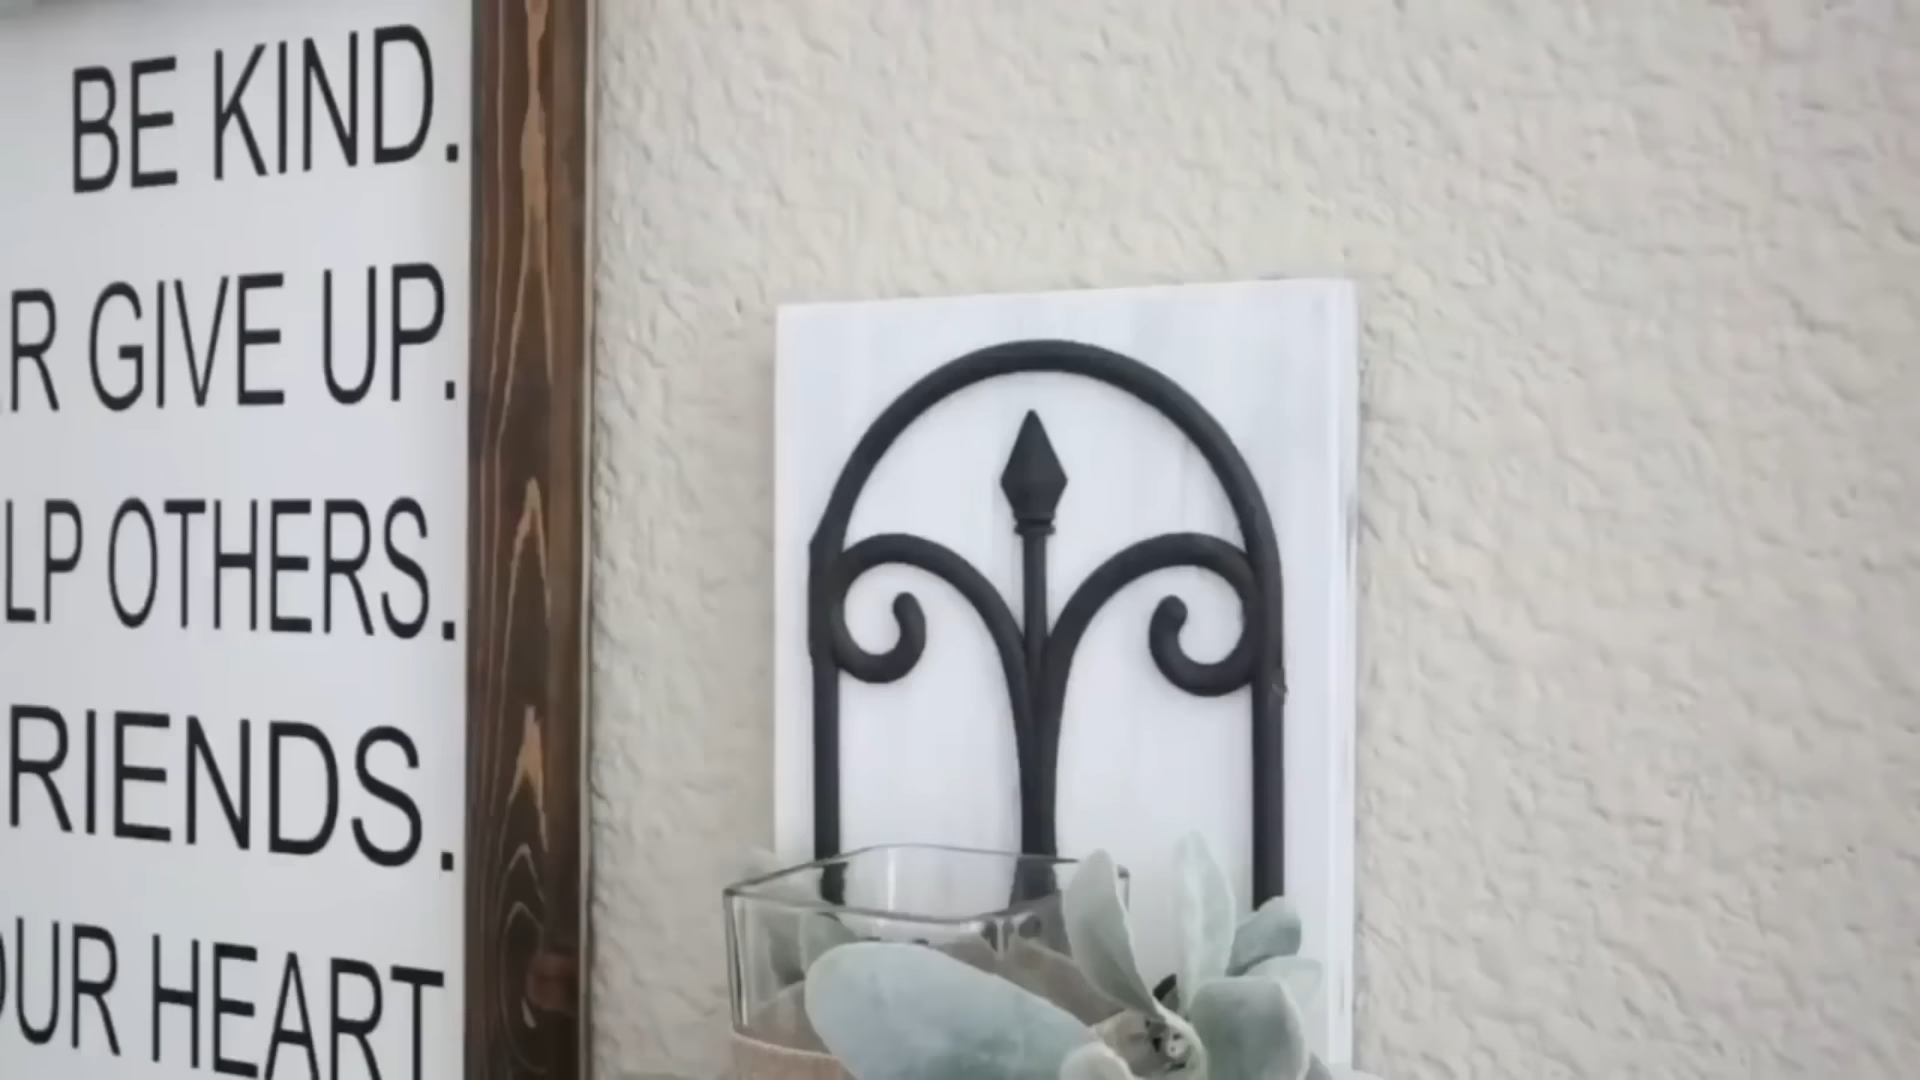 BE KIND.
R GIVE UP.
LP OTHERS.
RIENDS.
OUR HEART